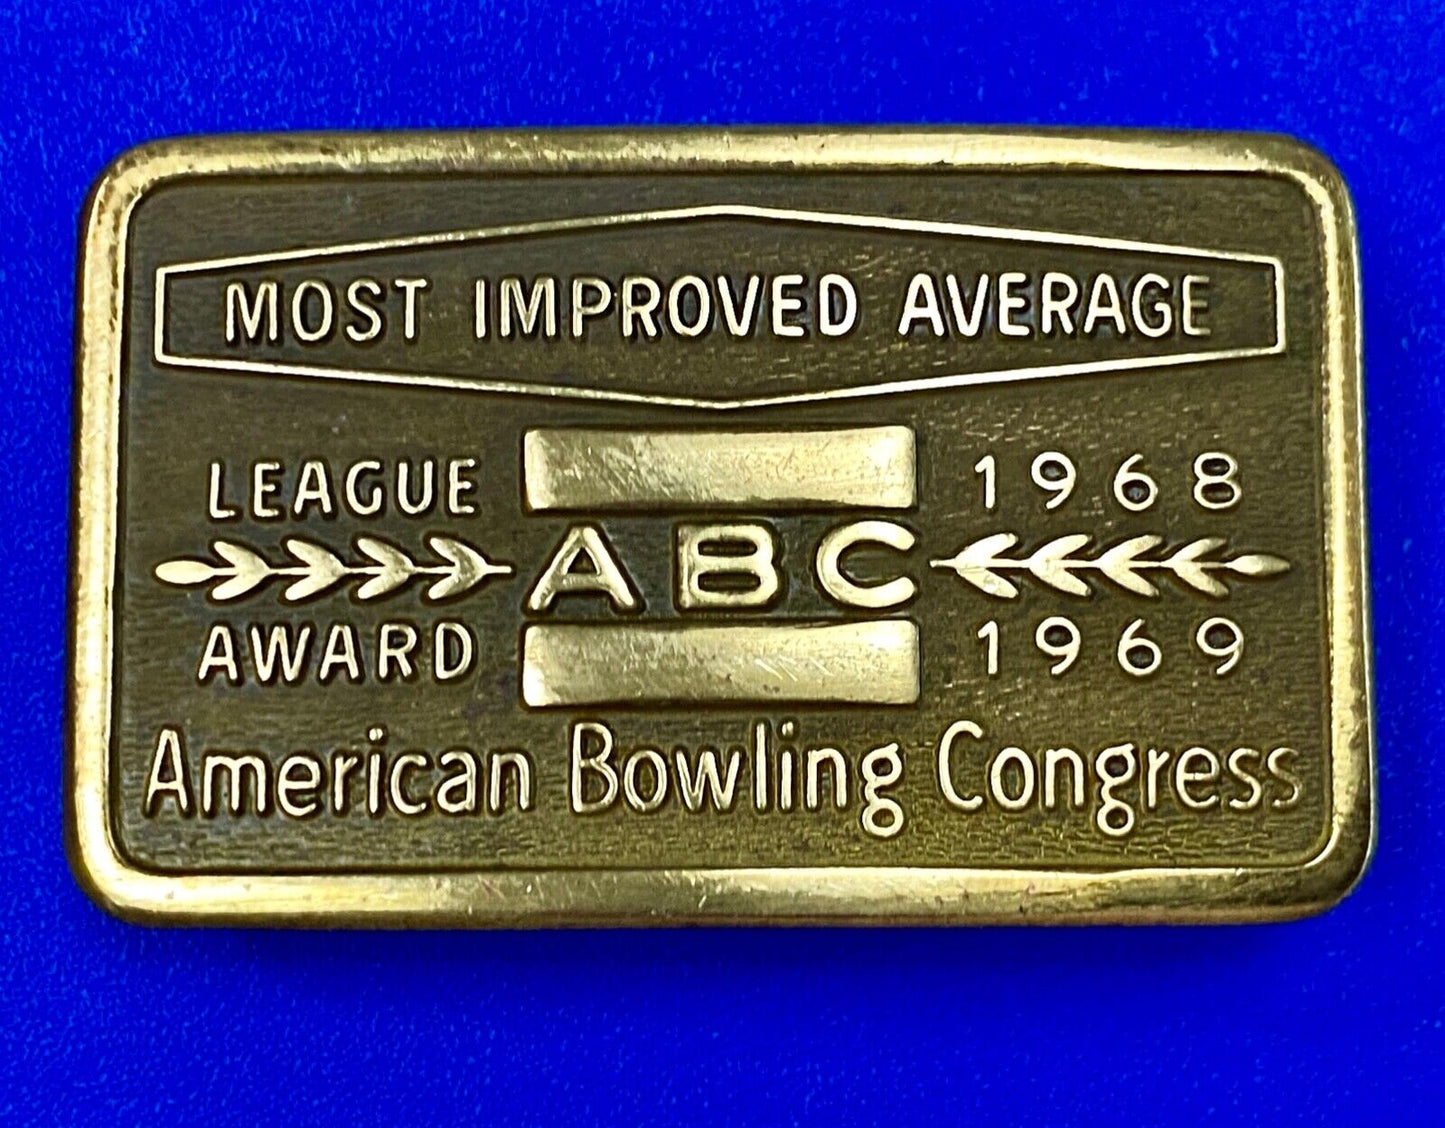 MOST IMPROVED AVERAGE
LEAGUE 1968
ABC
AWARD 1969
American Bowling Congress